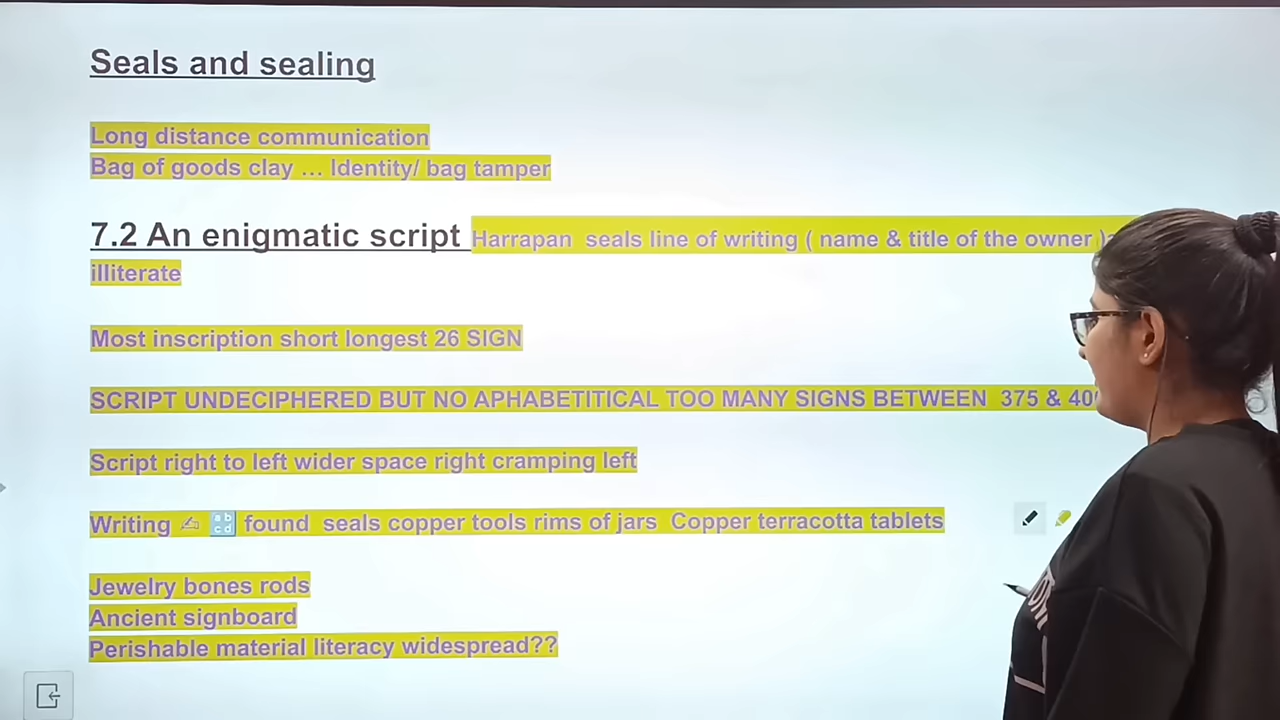 Seals and sealing
Long distance communication
Bag of goods clay … Identity/ bag tamper
7.2 An enigmatic script Harrapan seals line of writing ( name & title of the owner )
illiterate
Most inscription short longest 26 SIGN
SCRIPT UNDECIPHERED BUT NO APHABETITICAL TOO MANY SIGNS BETWEEN 375 &
Script right to left wider space right cramping left
Writing ✍ 🔡 found seals copper tools rims of jars Copper terracotta tablets
Jewelry bones rods
Ancient signboard
Perishable material literacy widespread??